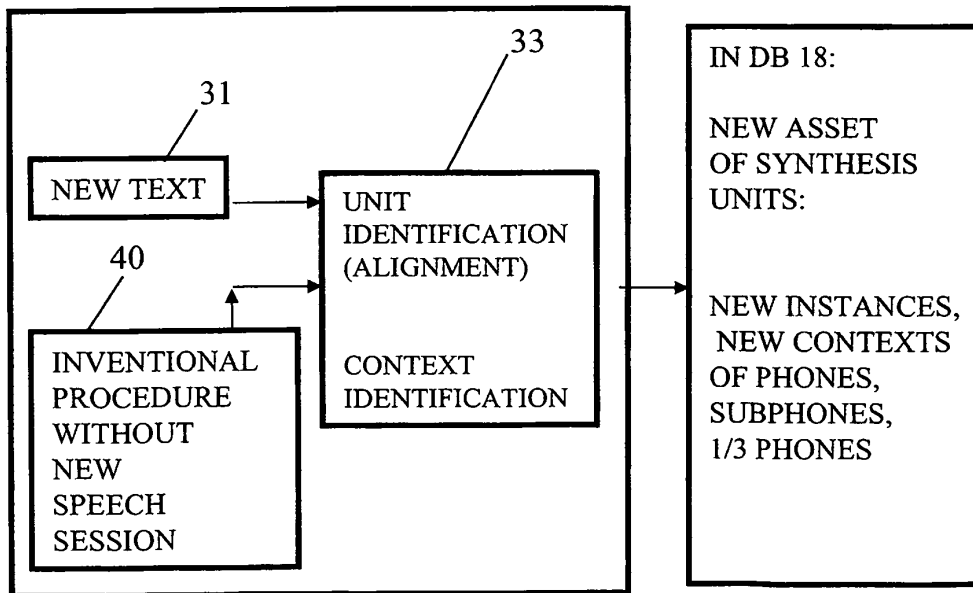 31
NEW TEXT
40
INVENTIONAL
PROCEDURE
WITHOUT
NEW
SPEECH
SESSION
33
UNIT
IDENTIFICATION
(ALIGNMENT)
CONTEXT
IDENTIFICATION
IN DB 18:
NEW ASSET
OF SYNTHESIS
UNITS:
NEW INSTANCES,
NEW CONTEXTS
OF PHONES,
SUBPHONES,
1/3 PHONES